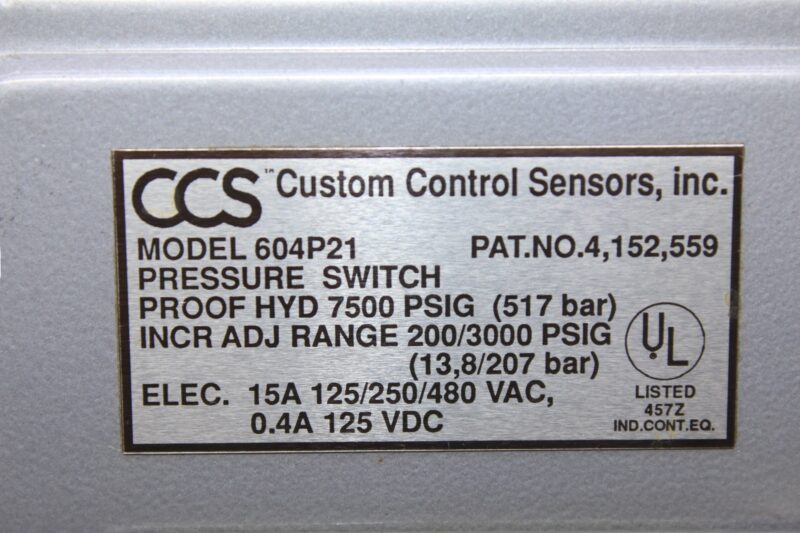 CCS™ Custom Control Sensors, inc.
MODEL 604P21 PAT.NO.4,152,559
PRESSURE SWITCH
PROOF HYD 7500 PSIG (517 bar)
INCR ADJ RANGE 200/3000 PSIG
(13,8/207 bar)
ELEC. 15A 125/250/480 VAC,
0.4A 125 VDC
UL
LISTED
457Z
IND.CONT.EQ.